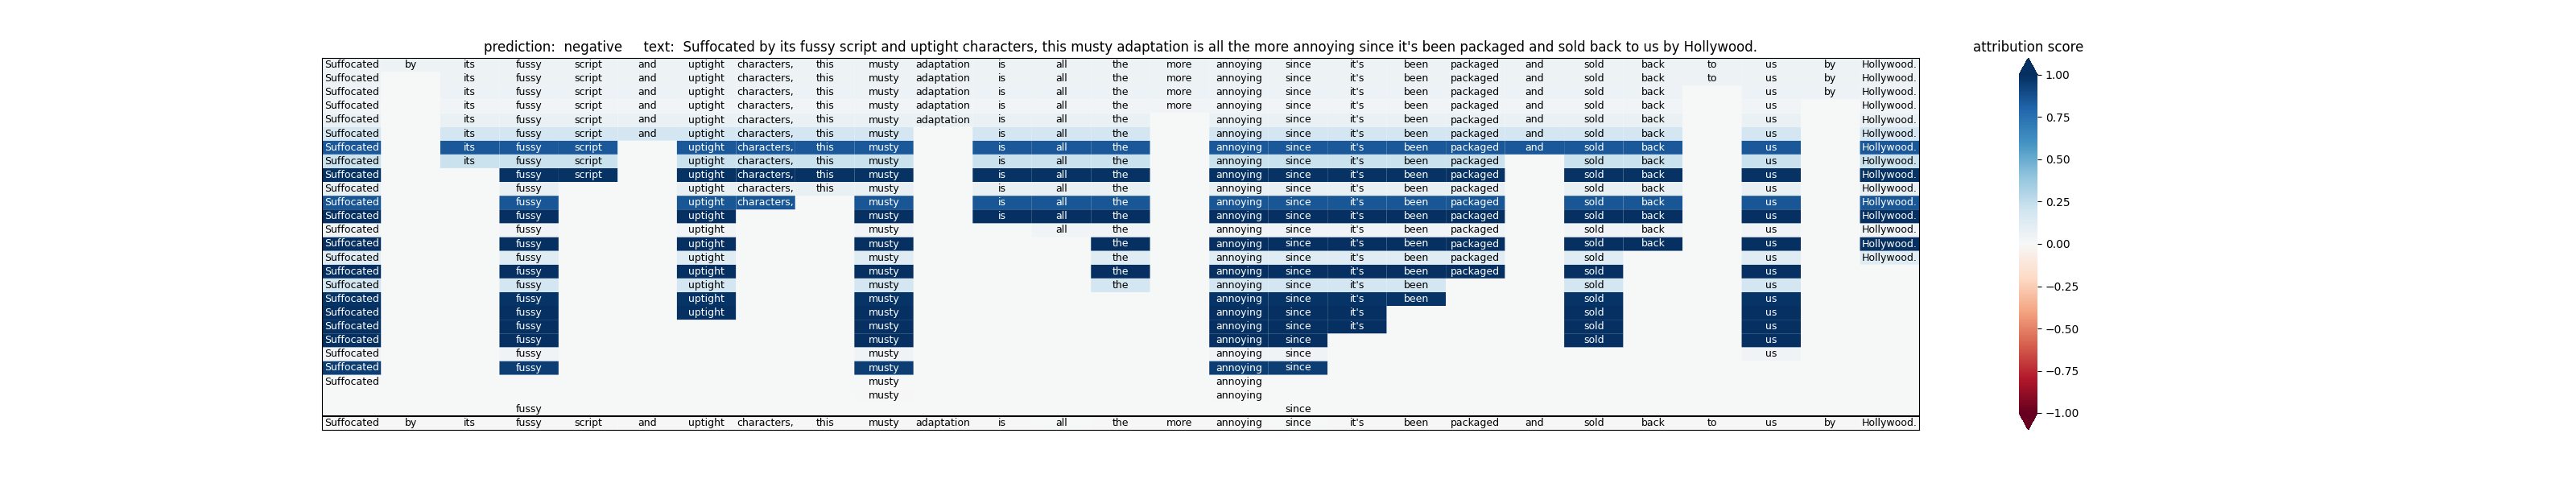 prediction: negative text: Suffocated by its fussy script and uptight characters, this musty adaptation is all the more annoying since it's been packaged and sold back to us by Hollywood.
attribution score
Suffocated by its fussy script and uptight characters, this musty adaptation is all the more annoying since it's been packaged and sold back to us by Hollywood.
Suffocated its fussy script and uptight characters, this musty adaptation is all the more annoying since it's been packaged and sold back to us by Hollywood.
Suffocated its fussy script and uptight characters, this musty adaptation is all the more annoying since it's been packaged and sold back us by Hollywood.
Suffocated its fussy script and uptight characters, this musty adaptation is all the more annoying since it's been packaged and sold back us Hollywood.
Suffocated its fussy script and uptight characters, this musty adaptation is all the annoying since it's been packaged and sold back us Hollywood.
Suffocated its fussy script and uptight characters, this musty is all the annoying since it's been packaged and sold back us Hollywood.
Suffocated its fussy script uptight characters, this musty is all the annoying since it's been packaged and sold back us Hollywood.
Suffocated its fussy script uptight characters, this musty is all the annoying since it's been packaged sold back us Hollywood.
Suffocated fussy script uptight characters, this musty is all the annoying since it's been packaged sold back us Hollywood.
Suffocated fussy uptight characters, this musty is all the annoying since it's been packaged sold back us Hollywood.
Suffocated fussy uptight characters, musty is all the annoying since it's been packaged sold back us Hollywood.
Suffocated fussy uptight musty is all the annoying since it's been packaged sold back us Hollywood.
Suffocated fussy uptight musty all the annoying since it's been packaged sold back us Hollywood.
Suffocated fussy uptight musty the annoying since it's been packaged sold back us Hollywood.
Suffocated fussy uptight musty the annoying since it's been packaged sold us Hollywood.
Suffocated fussy uptight musty the annoying since it's been packaged sold us
Suffocated fussy uptight musty the annoying since it's been sold us
Suffocated fussy uptight musty annoying since it's been sold us
Suffocated fussy uptight musty annoying since it's sold us
Suffocated fussy musty annoying since it's sold us
Suffocated fussy musty annoying since sold us
Suffocated fussy musty annoying since us
Suffocated fussy musty annoying since
Suffocated musty annoying
musty annoying
fussy since
Suffocated by its fussy script and uptight characters, this musty adaptation is all the more annoying since it's been packaged and sold back to us by Hollywood.
1.00
0.75
0.50
0.25
0.00
−0.25
−0.50
−0.75
−1.00